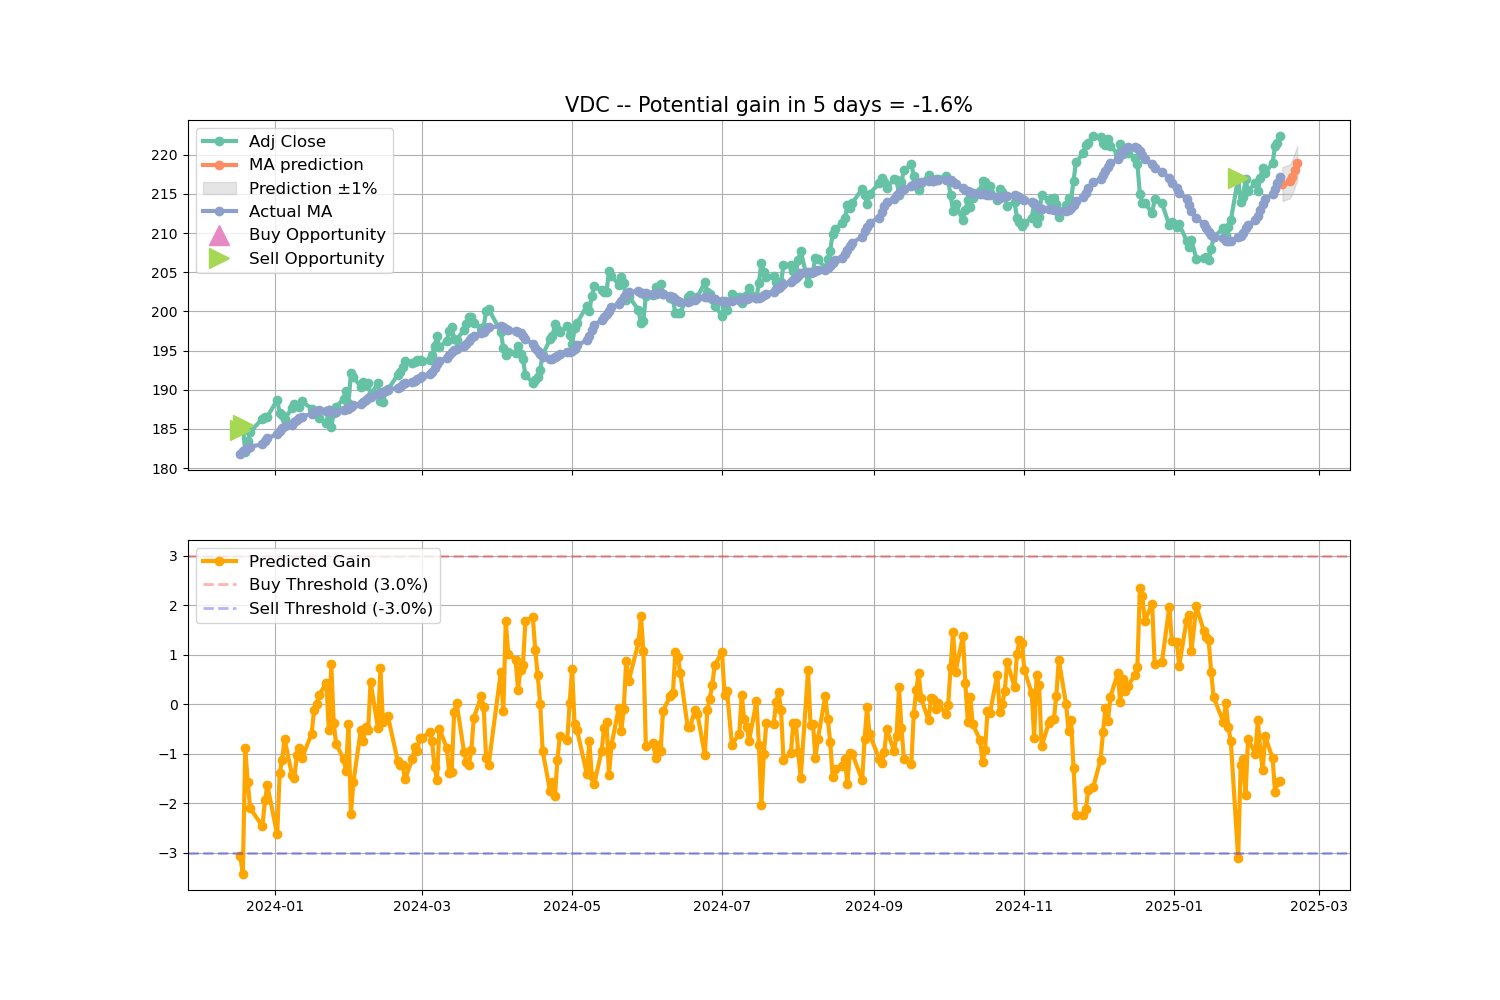 VDC -- Potential gain in 5 days = -1.6%
Adj Close
MA prediction
Prediction ±1%
Actual MA
Buy Opportunity
Sell Opportunity
220
215
210
205
200
195
190
185
180
Predicted Gain
Buy Threshold (3.0%)
Sell Threshold (-3.0%)
3
2
1
0
−1
−2
−3
2024-01 2024-03 2024-05 2024-07 2024-09 2024-11 2025-01 2025-03